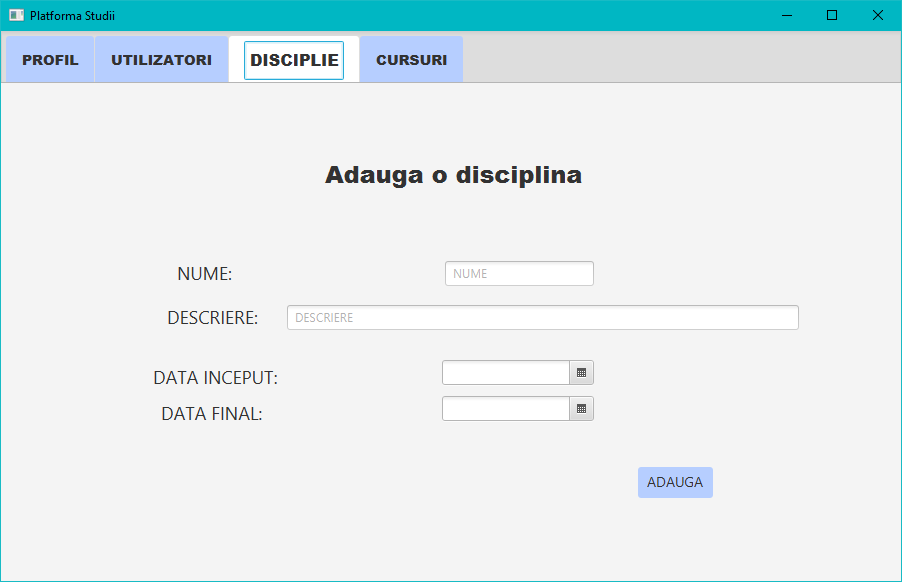 Platforma Studii
PROFIL UTILIZATORI DISCIPLIE CURSURI
Adauga o disciplina
NUME: NUME
DESCRIERE: DESCRIERE
DATA INCEPUT:
DATA FINAL:
ADAUGA